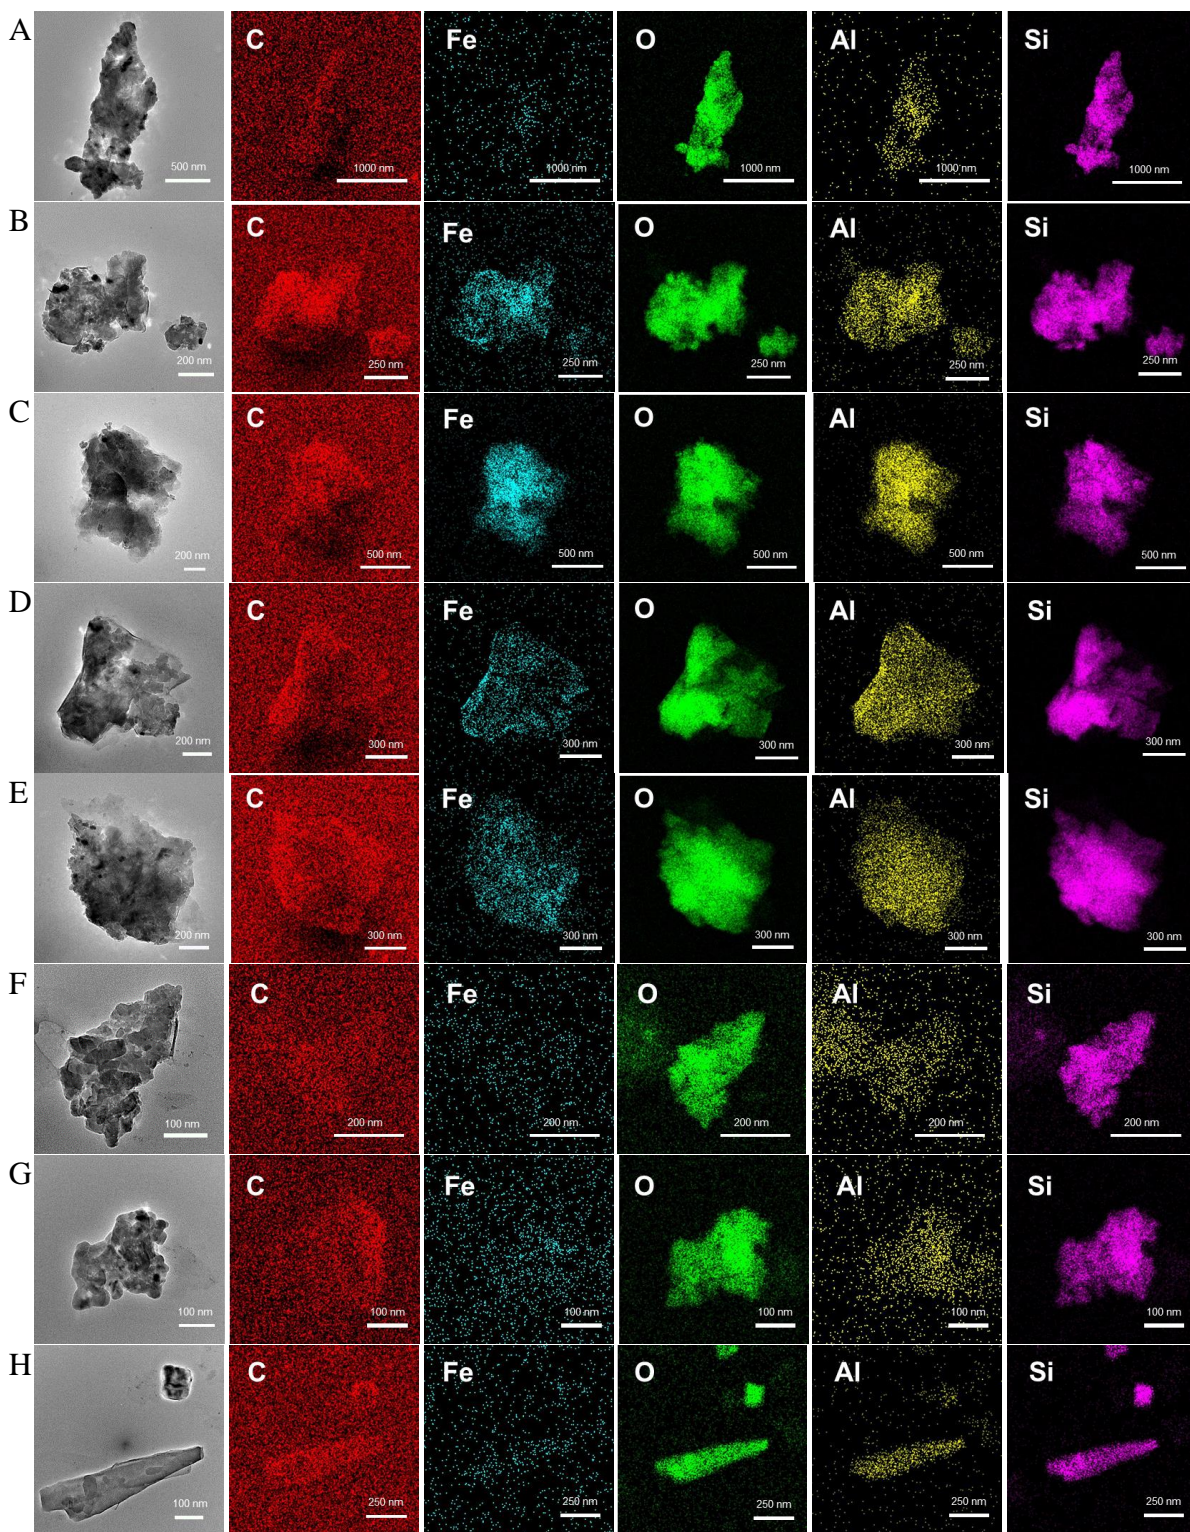 A C Fe O Al Si
500 nm 1000 nm 1000nm 1000 nm 1000 nm 1000 nm
B C Fe O Al Si
200 nm 250 nm 250 nm 250 nm 250 nm 250 nm
C C Fe O Al Si
200 nm 500 nm 500 nm 500 nm 500 nm 500 nm
D C Fe O Al Si
200 nm 300 nm 300 nm 300 nm 300 nm 300 nm
E C Fe O Al Si
200 nm 300 nm 300 nm 300 nm 300 nm 300 nm
F C Fe O Al Si
100 nm 200 nm 200 nm 200 nm 200 nm 200 nm
G C Fe O Al Si
100 nm 100 nm 100 nm 100 nm 100 nm 100 nm
H C Fe O Al Si
100 nm 250 nm 250 nm 250 nm 250 nm 250 nm